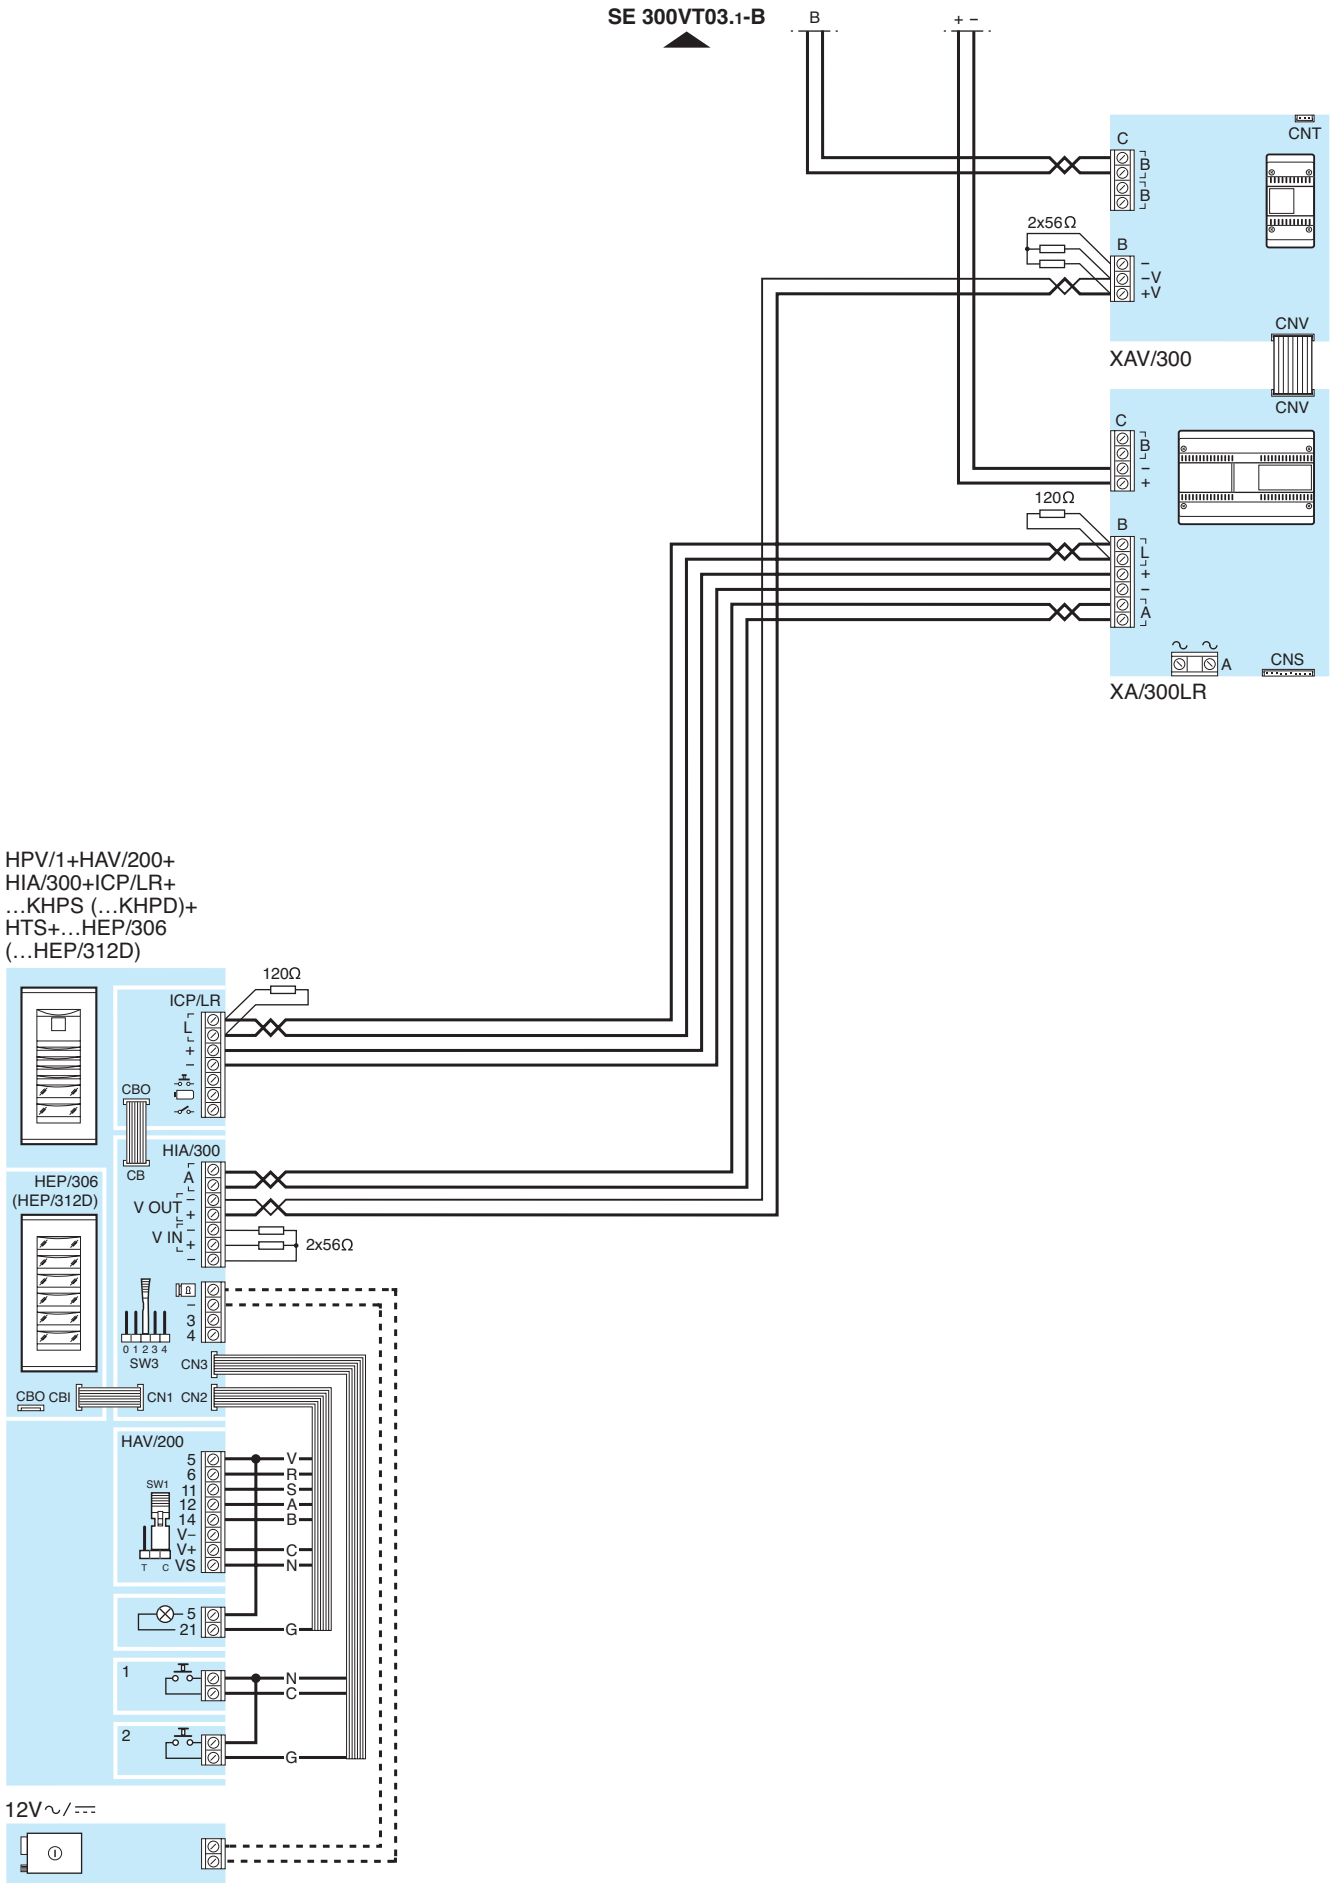 SE 300VT03.1-B
B
+ −
CNT
C
B
B
2x56Ω
B
−
−V
+V
CNV
XAV/300
CNV
C
B
−
+
120Ω
B
L
+
−
A
∼ ∼
A
CNS
XA/300LR
HPV/1+HAV/200+
HIA/300+ICP/LR+
…KHPS (…KHPD)+
HTS+…HEP/306
(…HEP/312D)
120Ω
ICP/LR
L
+
−
CBO
CB
HIA/300
A
V OUT
−
+
V IN
−
+
−
2x56Ω
HEP/306
(HEP/312D)
−
3
4
0 1 2 3 4
SW3
CN3
CBO CBI
CN1 CN2
HAV/200
5 V
6 R
11 S
12 A
14 B
V−
V+ C
VS N
SW1
T C
5
21 G
1
N
C
2
G
12V∼/⎓